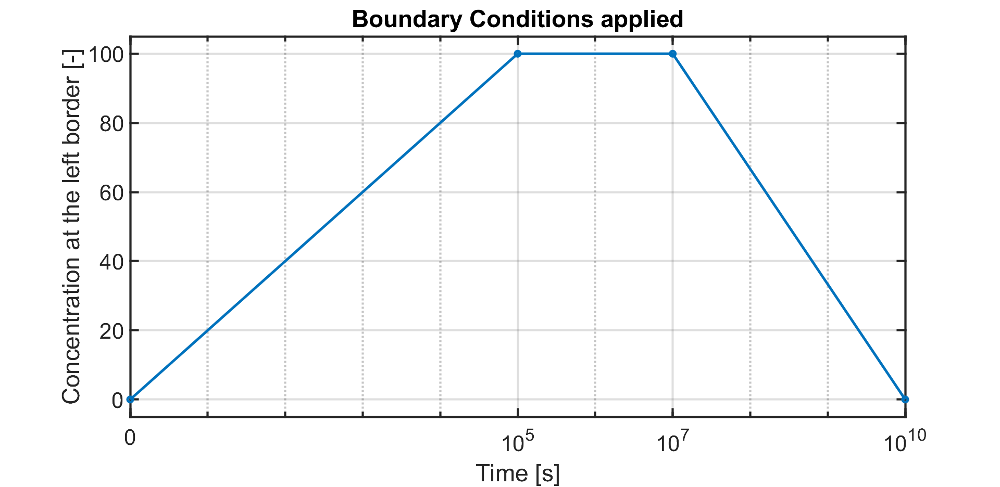 Boundary Conditions applied
Concentration at the left border [-]
100
80
60
40
20
0
0 10^5 10^7 10^10
Time [s]